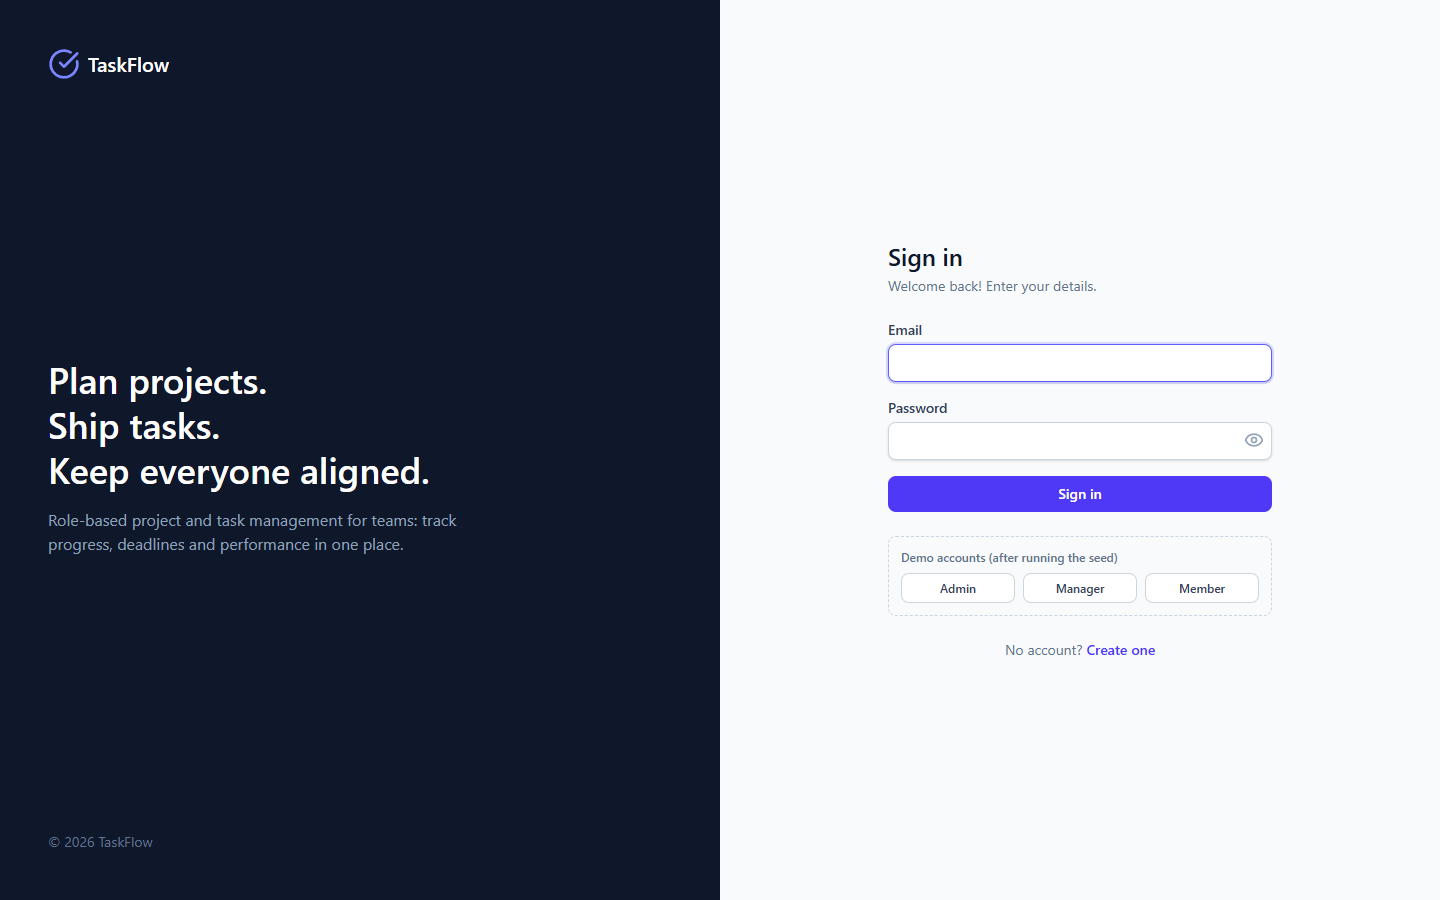 TaskFlow
Plan projects.
Ship tasks.
Keep everyone aligned.
Role-based project and task management for teams: track
progress, deadlines and performance in one place.
© 2026 TaskFlow
Sign in
Welcome back! Enter your details.
Email
Password
Sign in
Demo accounts (after running the seed)
Admin Manager Member
No account? Create one